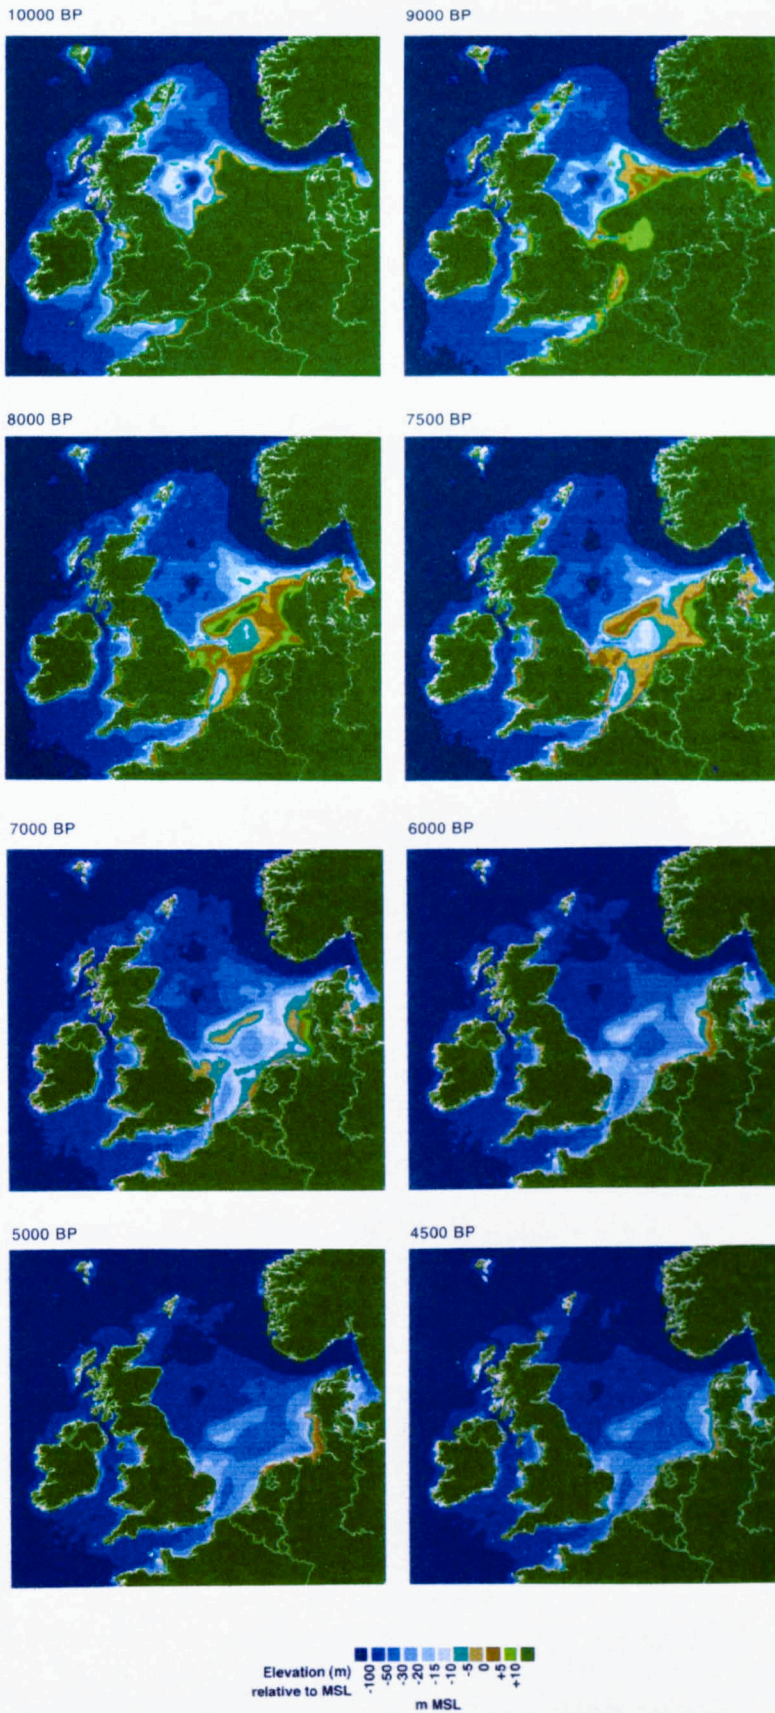 10000 BP
9000 BP
8000 BP
7500 BP
7000 BP
6000 BP
5000 BP
4500 BP
Elevation (m)
relative to MSL
-100
-50
-30
-20
-15
-10
-5
0
+5
+10
m MSL